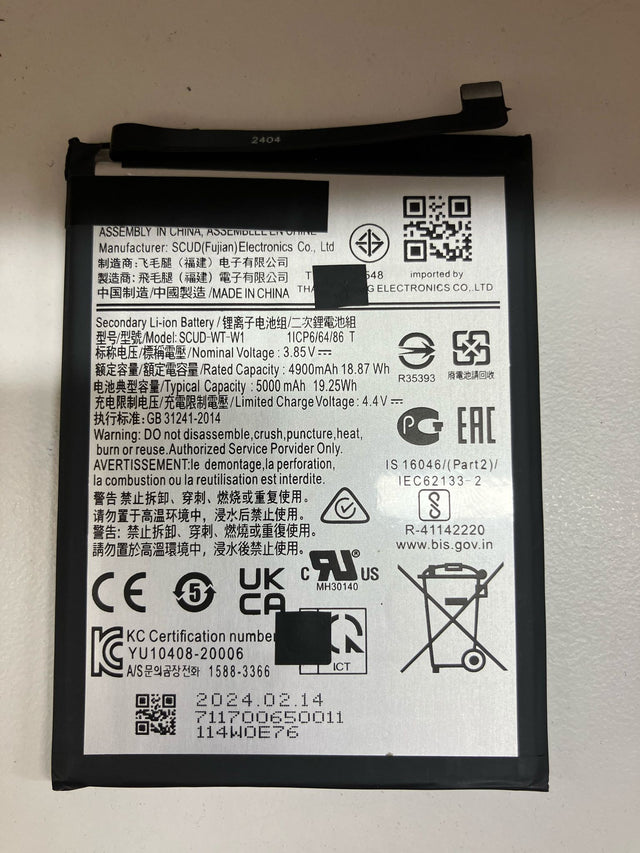 2404
ASSEMBLY IN CHINA, ASSEMBLÉE EN CHINE
Manufacturer: SCUD(Fujian)Electronics Co., Ltd
制造商:飞毛腿（福建）电子有限公司
製造商:飛毛腿（福建）電子有限公司
中国制造/中國製造/MADE IN CHINA
imported by
ELECTRONICS CO.,LTD
Secondary Li-ion Battery /锂离子电池组/二次鋰電池組
型号/型號/Model:SCUD-WT-W1 1ICP6/64/86 T
标称电压/標稱電壓/Nominal Voltage : 3.85V
额定容量/額定容量/Rated Capacity : 4900mAh 18.87 Wh
电池典型容量/Typical Capacity : 5000 mAh 19.25Wh
充电限制电压/充電限制電壓/Limited Charge Voltage : 4.4V
执行标准: GB 31241-2014
Warning: DO not disassemble,crush,puncture,heat,
burn or reuse.Authorized Service Porvider Only.
AVERTISSEMENT:le demontage,la perforation,
la combustion ou la reutilisation est interdite.
警告 禁止拆卸、穿刺、燃烧或重复使用。
请勿置于高温环境中，浸水后禁止使用。
警告: 禁止拆卸、穿刺、燃燒或重復使用。
請勿置於高溫環境中，浸水後禁止使用。
R35393
廢電池請回收
PG
EAC
IS 16046/(Part2)/
IEC62133-2
R-41142220
www.bis.gov.in
CE
5
UK
CA
C RU® US
MH30140
KC Certification number
YU10408-20006
A/S문의공장전화 1588-3366
ICT
2024.02.14
711700650011
114W0E76